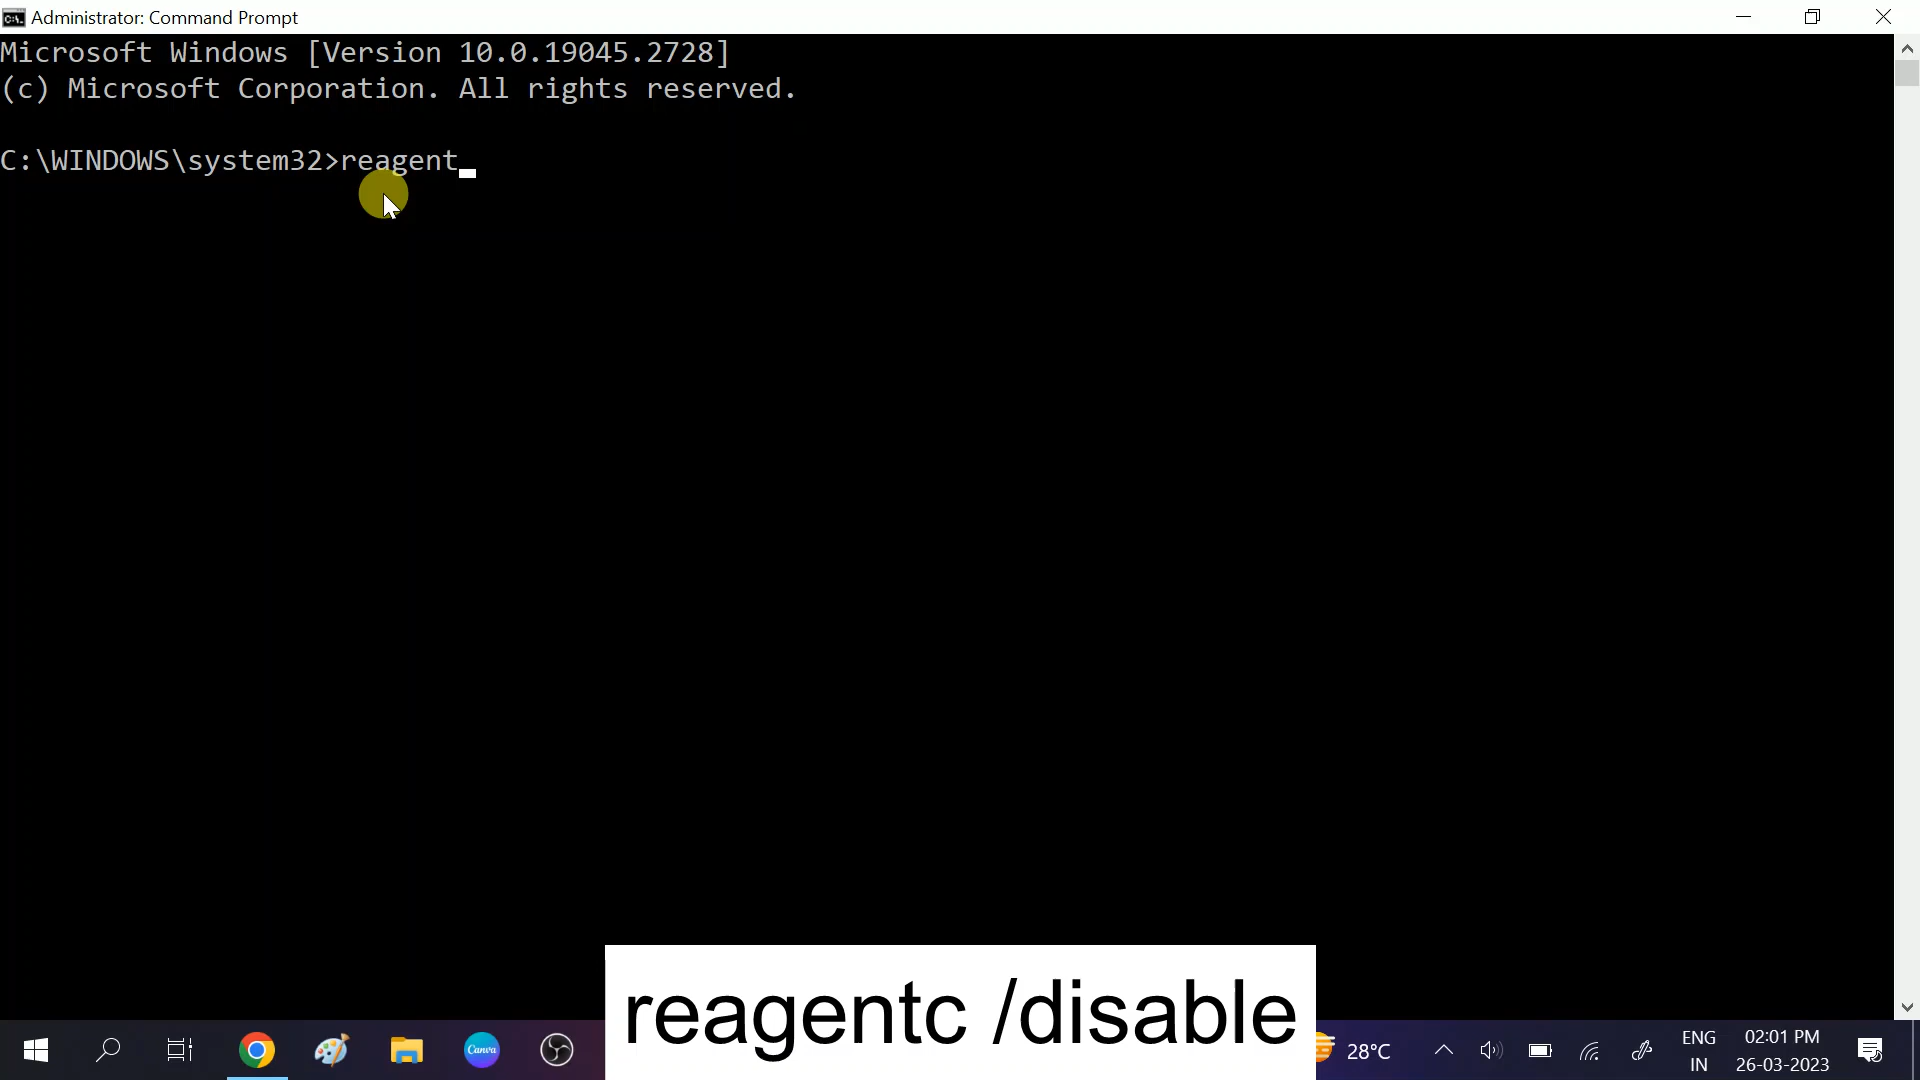 Administrator: Command Prompt
Microsoft Windows [Version 10.0.19045.2728]
(c) Microsoft Corporation. All rights reserved.
C:\WINDOWS\system32>reagent
reagentc /disable
Canva
28°C
ENG
IN
02:01 PM
26-03-2023